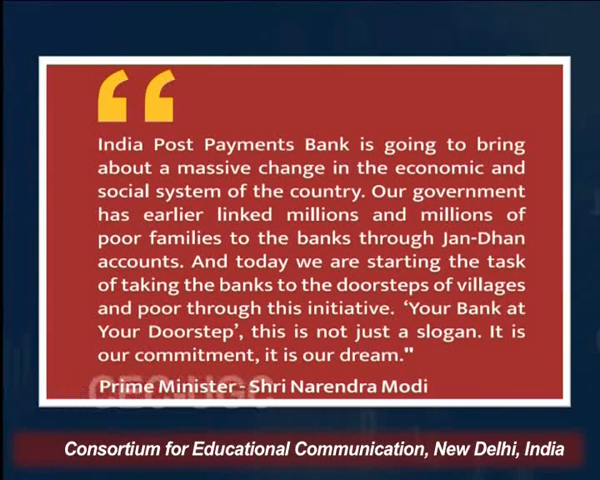 “
India Post Payments Bank is going to bring
about a massive change in the economic and
social system of the country. Our government
has earlier linked millions and millions of
poor families to the banks through Jan-Dhan
accounts. And today we are starting the task
of taking the banks to the doorsteps of villages
and poor through this initiative. ‘Your Bank at
Your Doorstep’, this is not just a slogan. It is
our commitment, it is our dream."
Prime Minister - Shri Narendra Modi
CEC-UGC
Consortium for Educational Communication, New Delhi, India